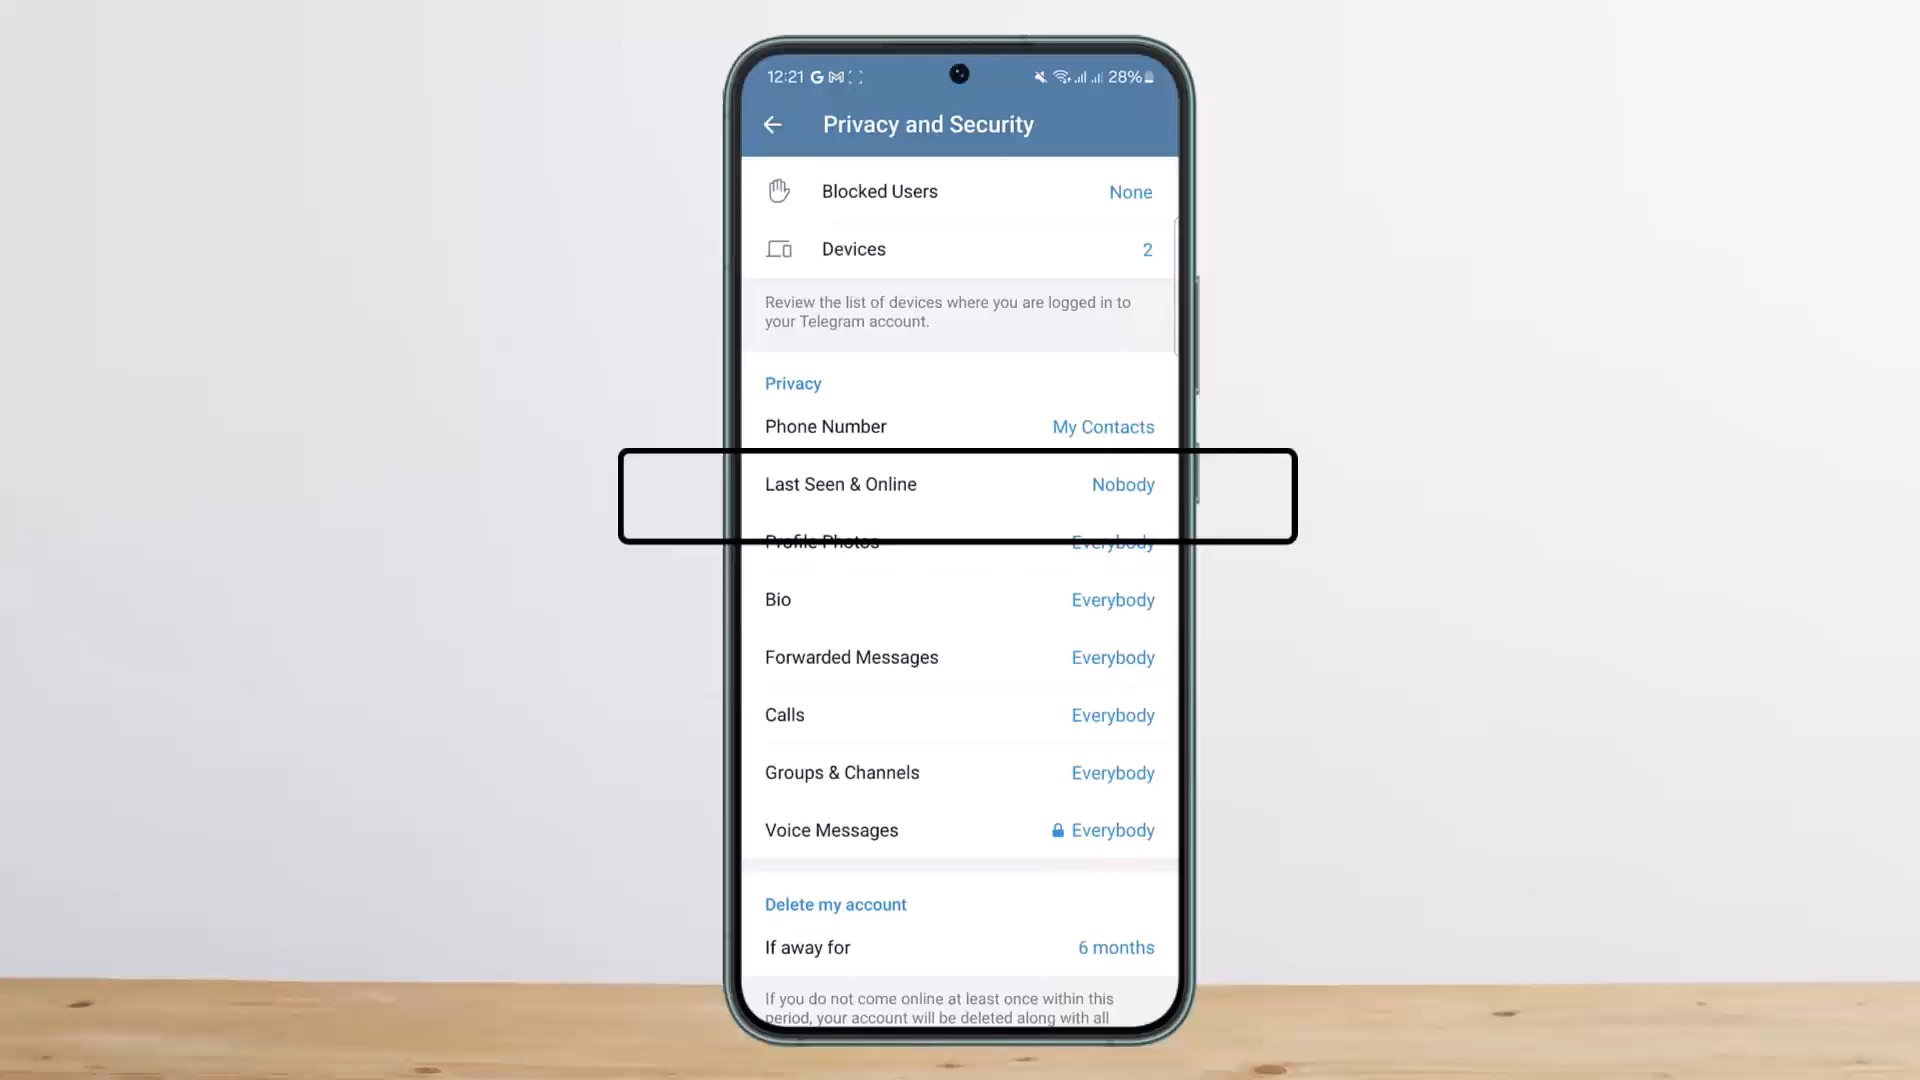 12:21 28%
Privacy and Security
Blocked Users None
Devices 2
Review the list of devices where you are logged in to
your Telegram account.
Privacy
Phone Number My Contacts
Last Seen & Online Nobody
Profile Photos Everybody
Bio Everybody
Forwarded Messages Everybody
Calls Everybody
Groups & Channels Everybody
Voice Messages Everybody
Delete my account
If away for 6 months
If you do not come online at least once within this
period, your account will be deleted along with all